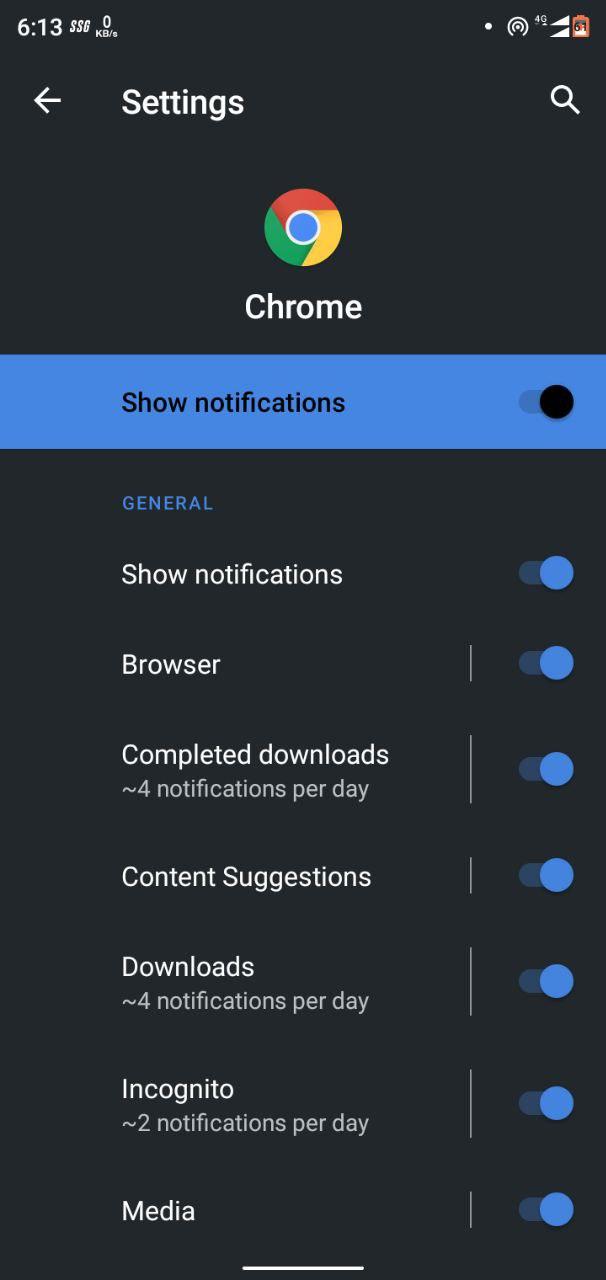 6:13 SSG 0 KB/s 4G 61
Settings
Chrome
Show notifications
GENERAL
Show notifications
Browser
Completed downloads
~4 notifications per day
Content Suggestions
Downloads
~4 notifications per day
Incognito
~2 notifications per day
Media